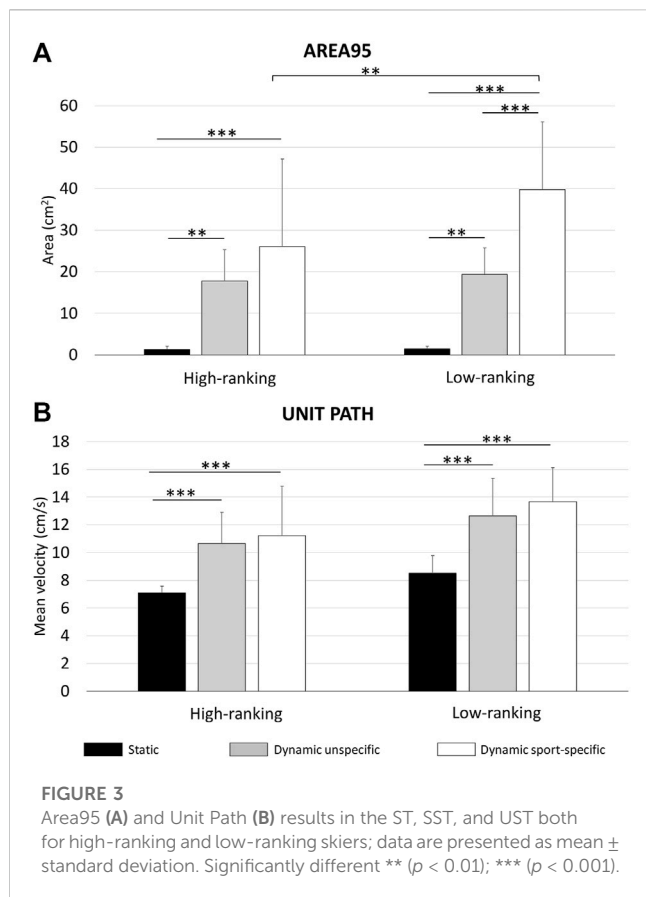 A
AREA95
**
***
***
***
**
**
60
50
40
30
20
10
0
Area (cm²)
High-ranking
Low-ranking
B
UNIT PATH
***
***
***
***
18
16
14
12
10
8
6
4
2
0
Mean velocity (cm/s)
High-ranking
Low-ranking
Static
Dynamic unspecific
Dynamic sport-specific
FIGURE 3
Area95 (A) and Unit Path (B) results in the ST, SST, and UST both
for high-ranking and low-ranking skiers; data are presented as mean ±
standard deviation. Significantly different ** (p < 0.01); *** (p < 0.001).